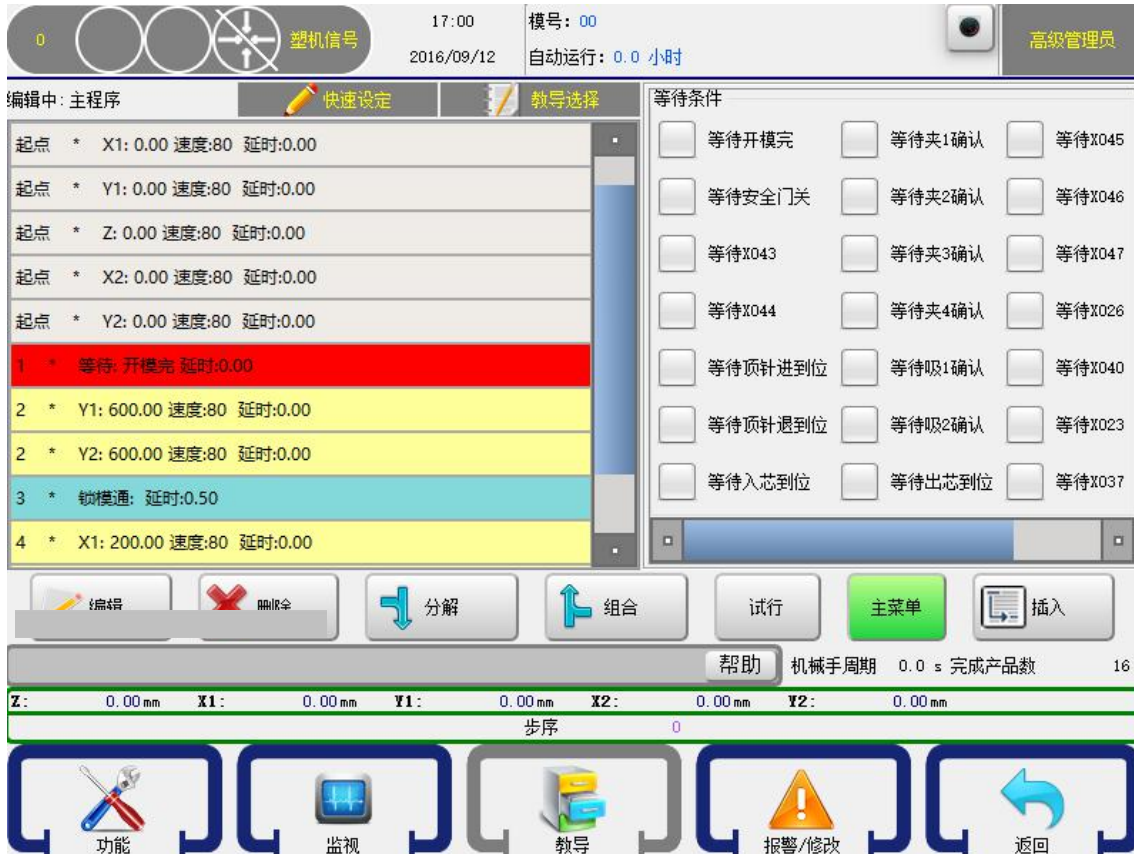 0 塑机信号 17:00 模号: 00 高级管理员
2016/09/12 自动运行: 0.0 小时
编辑中: 主程序 快速设定 教导选择 等待条件
起点 * X1: 0.00 速度:80 延时:0.00
起点 * Y1: 0.00 速度:80 延时:0.00
起点 * Z: 0.00 速度:80 延时:0.00
起点 * X2: 0.00 速度:80 延时:0.00
起点 * Y2: 0.00 速度:80 延时:0.00
1 * 等待: 开模完 延时:0.00
2 * Y1: 600.00 速度:80 延时:0.00
2 * Y2: 600.00 速度:80 延时:0.00
3 * 锁模通: 延时:0.50
4 * X1: 200.00 速度:80 延时:0.00
等待开模完 等待夹1确认 等待X045
等待安全门关 等待夹2确认 等待X046
等待X043 等待夹3确认 等待X047
等待X044 等待夹4确认 等待X026
等待顶针进到位 等待吸1确认 等待X040
等待顶针退到位 等待吸2确认 等待X023
等待入芯到位 等待出芯到位 等待X037
编辑 删除 分解 组合 试行 主菜单 插入
帮助 机械手周期 0.0 s 完成产品数 16
Z: 0.00mm X1: 0.00mm Y1: 0.00mm X2: 0.00mm Y2: 0.00mm
步序 0
功能 监视 教导 报警/修改 返回